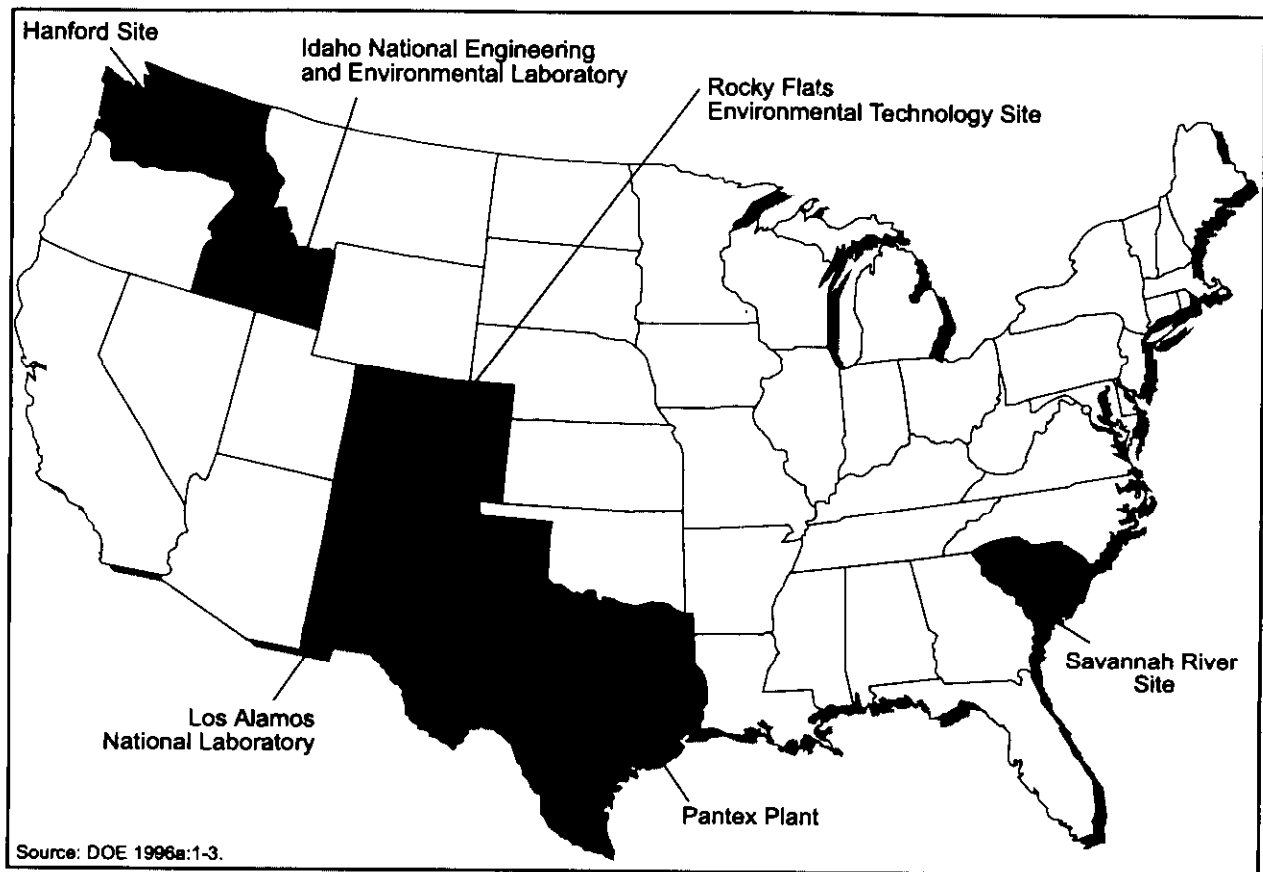 Hanford Site
Idaho National Engineering
and Environmental Laboratory
Rocky Flats
Environmental Technology Site
Savannah River
Site
Los Alamos
National Laboratory
Pantex Plant
Source: DOE 1996a:1-3.